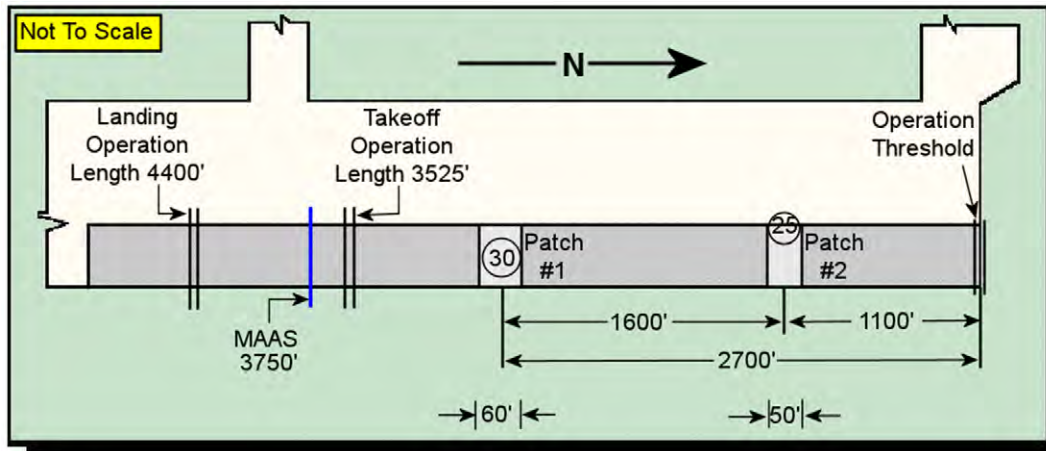 Not To Scale
N
Landing
Operation
Length 4400'
Takeoff
Operation
Length 3525'
Operation
Threshold
30
Patch
#1
25
Patch
#2
MAAS
3750'
1600'
1100'
2700'
60'
50'